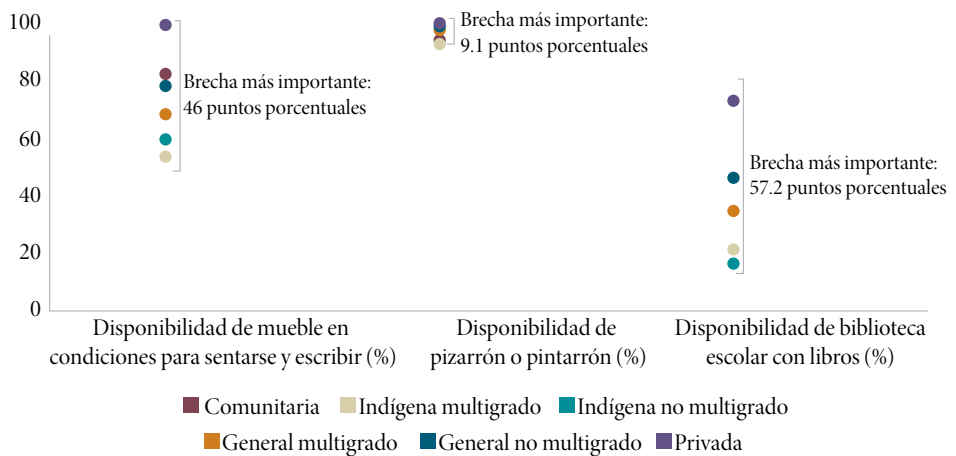 100
80
60
40
20
0
Brecha más importante:
46 puntos porcentuales
Brecha más importante:
9.1 puntos porcentuales
Brecha más importante:
57.2 puntos porcentuales
Disponibilidad de mueble en
condiciones para sentarse y escribir (%)
Disponibilidad de
pizarrón o pintarrón (%)
Disponibilidad de biblioteca
escolar con libros (%)
Comunitaria Indígena multigrado Indígena no multigrado
General multigrado General no multigrado Privada